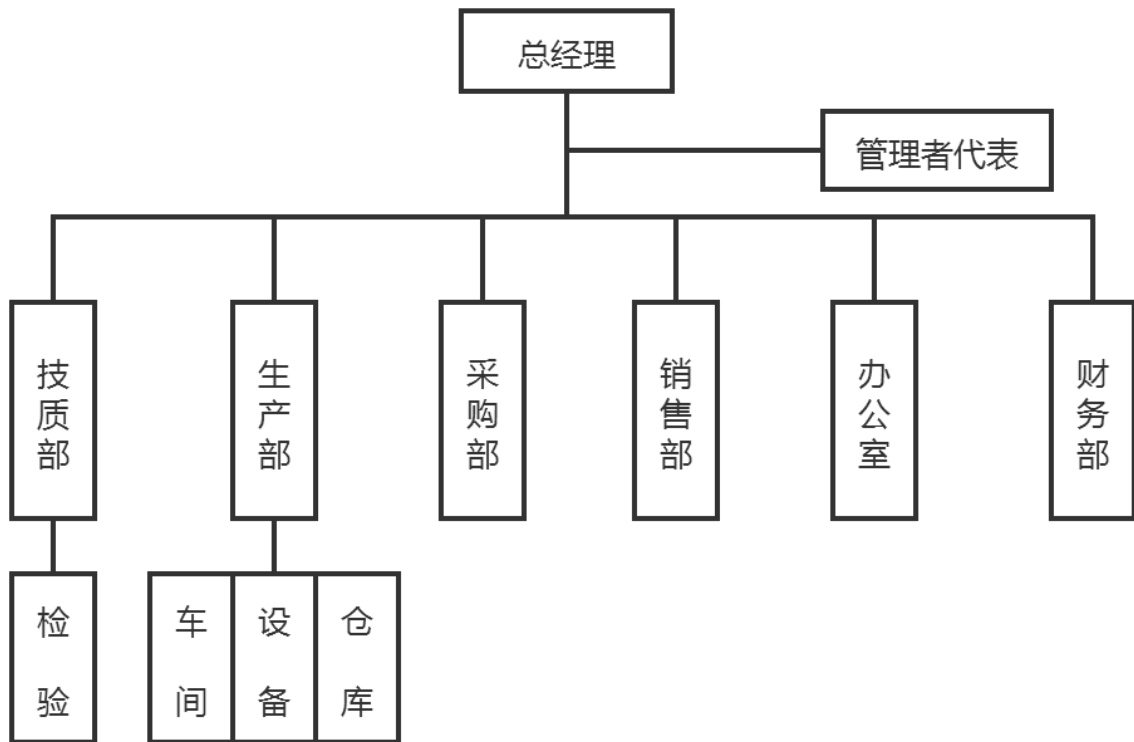 总经理
管理者代表
技质部
生产部
采购部
销售部
办公室
财务部
检验
车间
设备
仓库